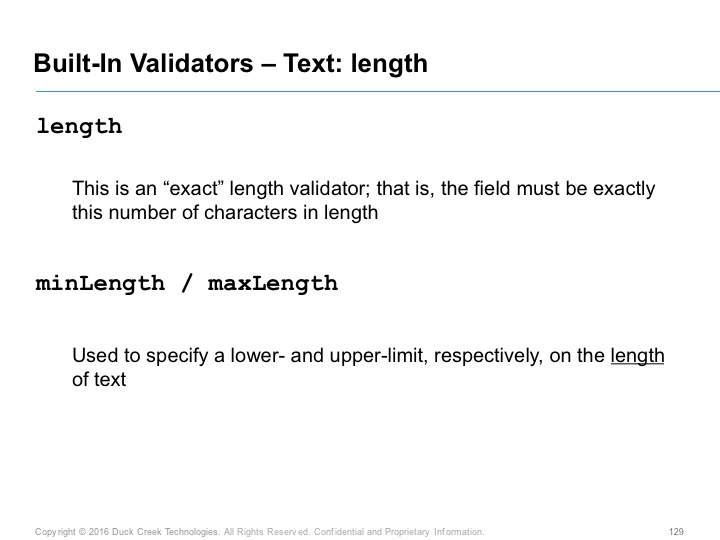 Built-In Validators – Text: length
length
This is an “exact” length validator; that is, the field must be exactly
this number of characters in length
minLength / maxLength
Used to specify a lower- and upper-limit, respectively, on the length
of text
Copyright © 2016 Duck Creek Technologies. All Rights Reserved. Confidential and Proprietary Information.
129